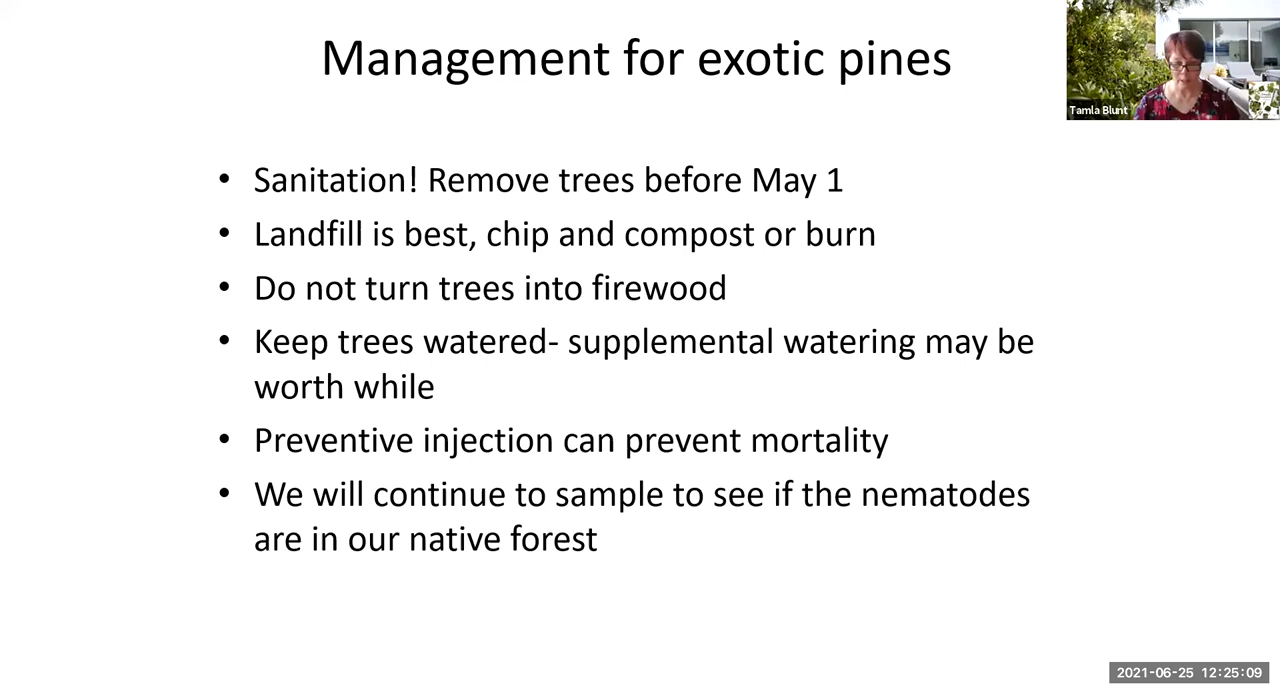 Management for exotic pines
Tamla Blunt
• Sanitation! Remove trees before May 1
• Landfill is best, chip and compost or burn
• Do not turn trees into firewood
• Keep trees watered- supplemental watering may be
worth while
• Preventive injection can prevent mortality
• We will continue to sample to see if the nematodes
are in our native forest
2021-06-25 12:25:09